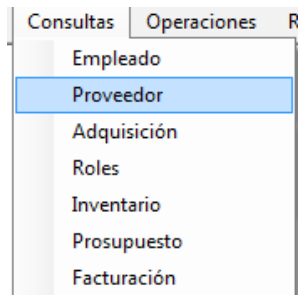 Consultas Operaciones R
Empleado
Proveedor
Adquisición
Roles
Inventario
Prosupuesto
Facturación